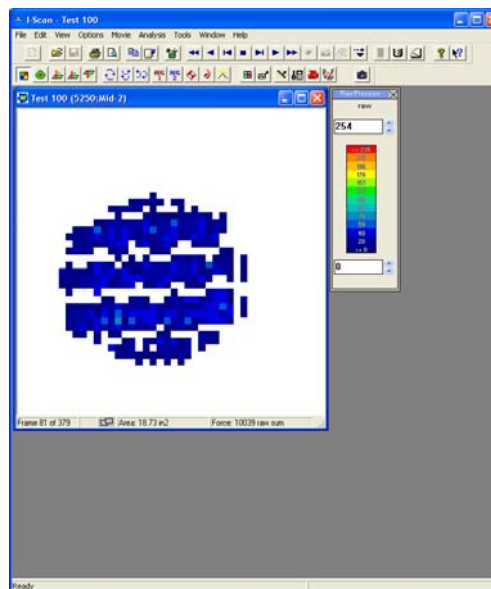 I-Scan - Test 100
File Edit View Options Movie Analysis Tools Window Help
Test 100 (5250:Mid-2)
raw
254
0
Frame 81 of 379 Area: 18.73 in2 Force: 10039 raw sum
Ready